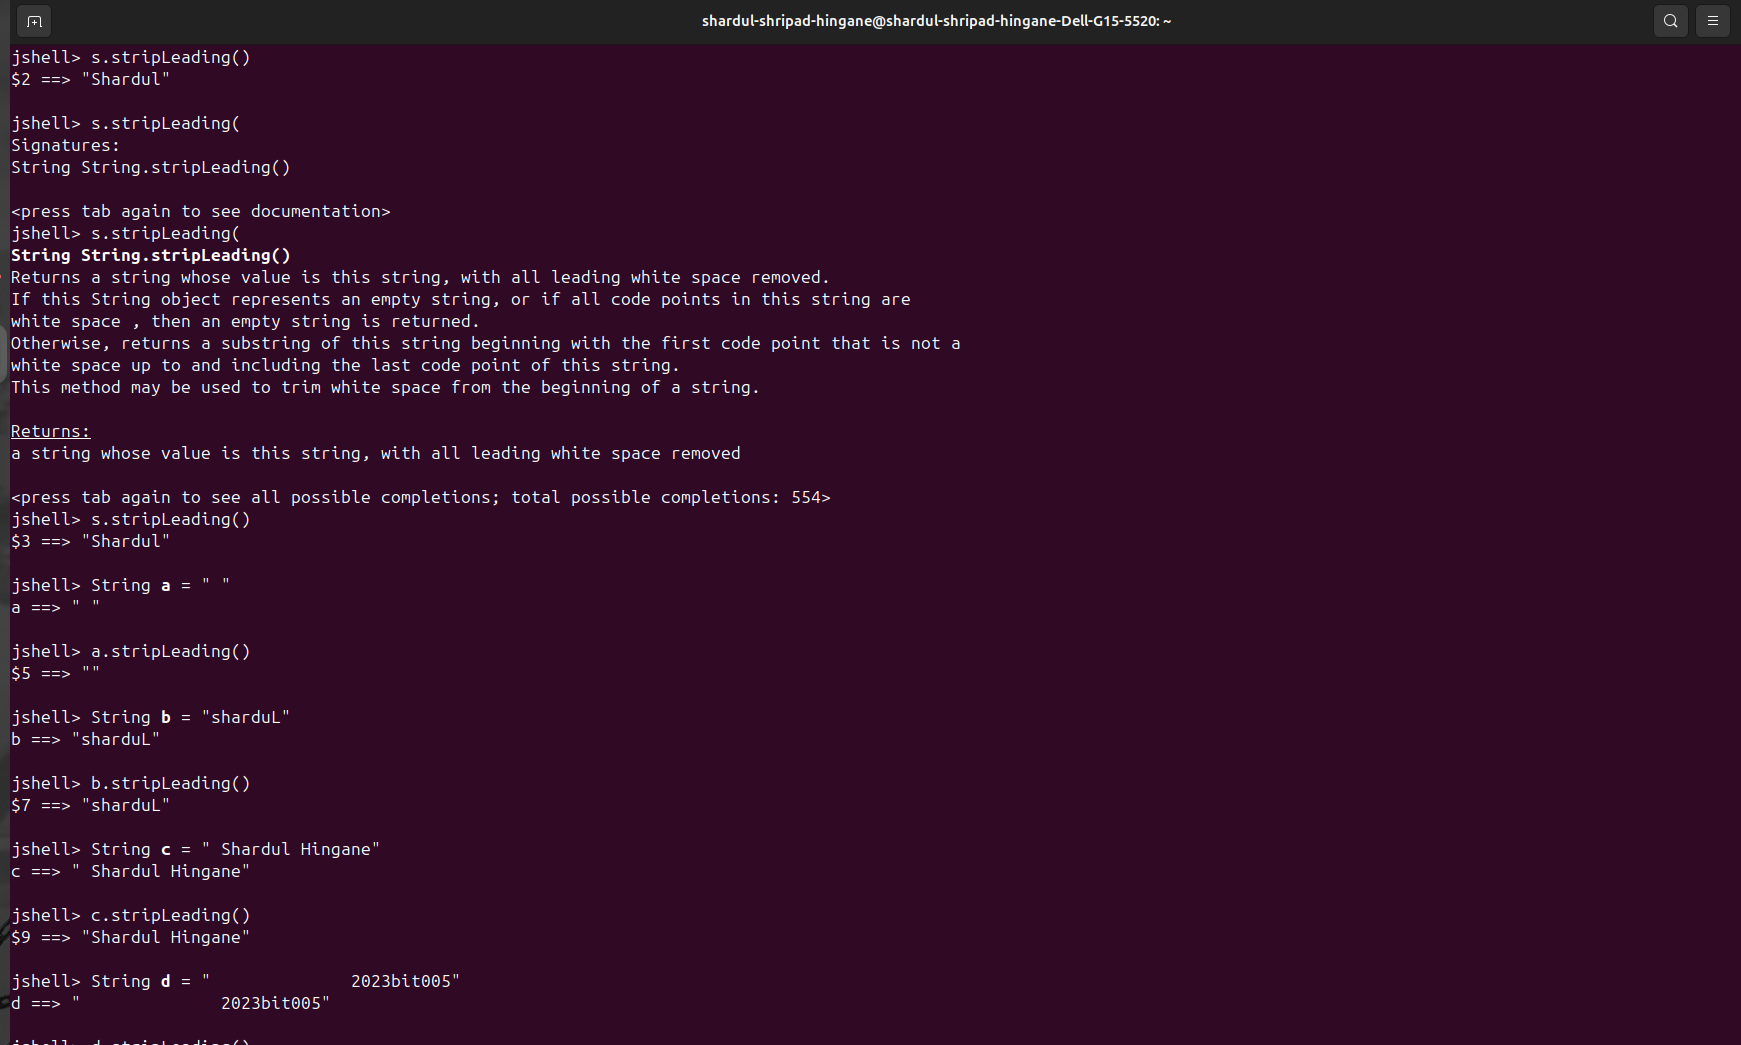 shardul-shripad-hingane@shardul-shripad-hingane-Dell-G15-5520: ~
jshell> s.stripLeading()
$2 ==> "Shardul"
jshell> s.stripLeading(
Signatures:
String String.stripLeading()
<press tab again to see documentation>
jshell> s.stripLeading(
String String.stripLeading()
Returns a string whose value is this string, with all leading white space removed.
If this String object represents an empty string, or if all code points in this string are
white space , then an empty string is returned.
Otherwise, returns a substring of this string beginning with the first code point that is not a
white space up to and including the last code point of this string.
This method may be used to trim white space from the beginning of a string.
Returns:
a string whose value is this string, with all leading white space removed
<press tab again to see all possible completions; total possible completions: 554>
jshell> s.stripLeading()
$3 ==> "Shardul"
jshell> String a = " "
a ==> " "
jshell> a.stripLeading()
$5 ==> ""
jshell> String b = "sharduL"
b ==> "sharduL"
jshell> b.stripLeading()
$7 ==> "sharduL"
jshell> String c = " Shardul Hingane"
c ==> " Shardul Hingane"
jshell> c.stripLeading()
$9 ==> "Shardul Hingane"
jshell> String d = "              2023bit005"
d ==> "              2023bit005"
jshell> d.stripLeading()